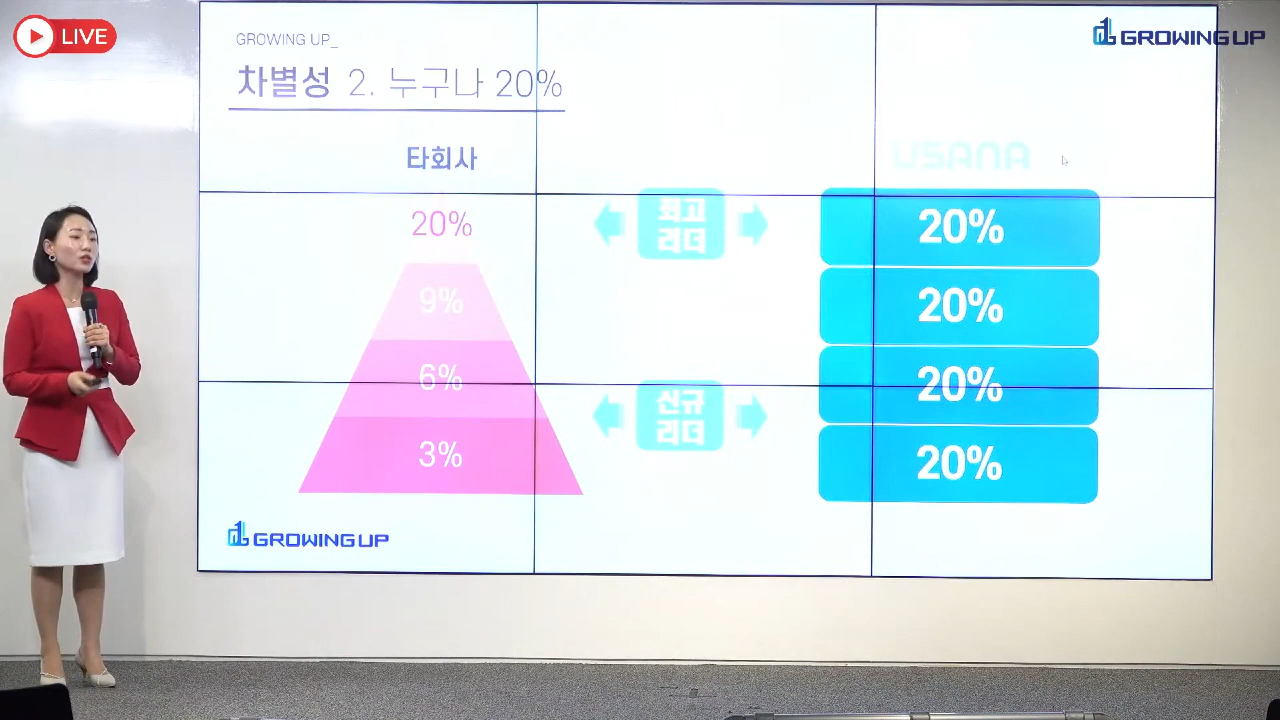 LIVE
GROWING UP
GROWING UP_
차별성 2. 누구나 20%
타회사
USANA
20%
최고
리더
20%
9%
20%
6%
20%
신규
리더
3%
20%
GROWING UP